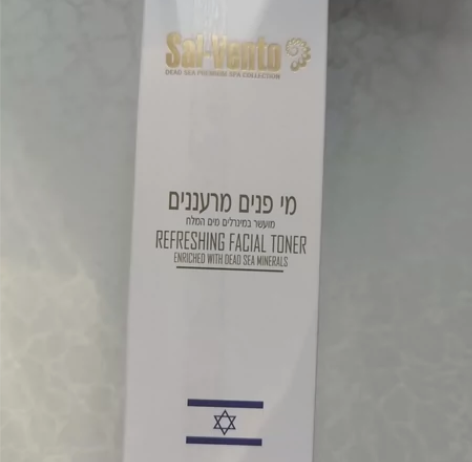 Sal-Vento
DEAD SEA PREMIUM SPA COLLECTION
מי פנים מרעננים
מועשר במינרלים מים המלח
REFRESHING FACIAL TONER
ENRICHED WITH DEAD SEA MINERALS